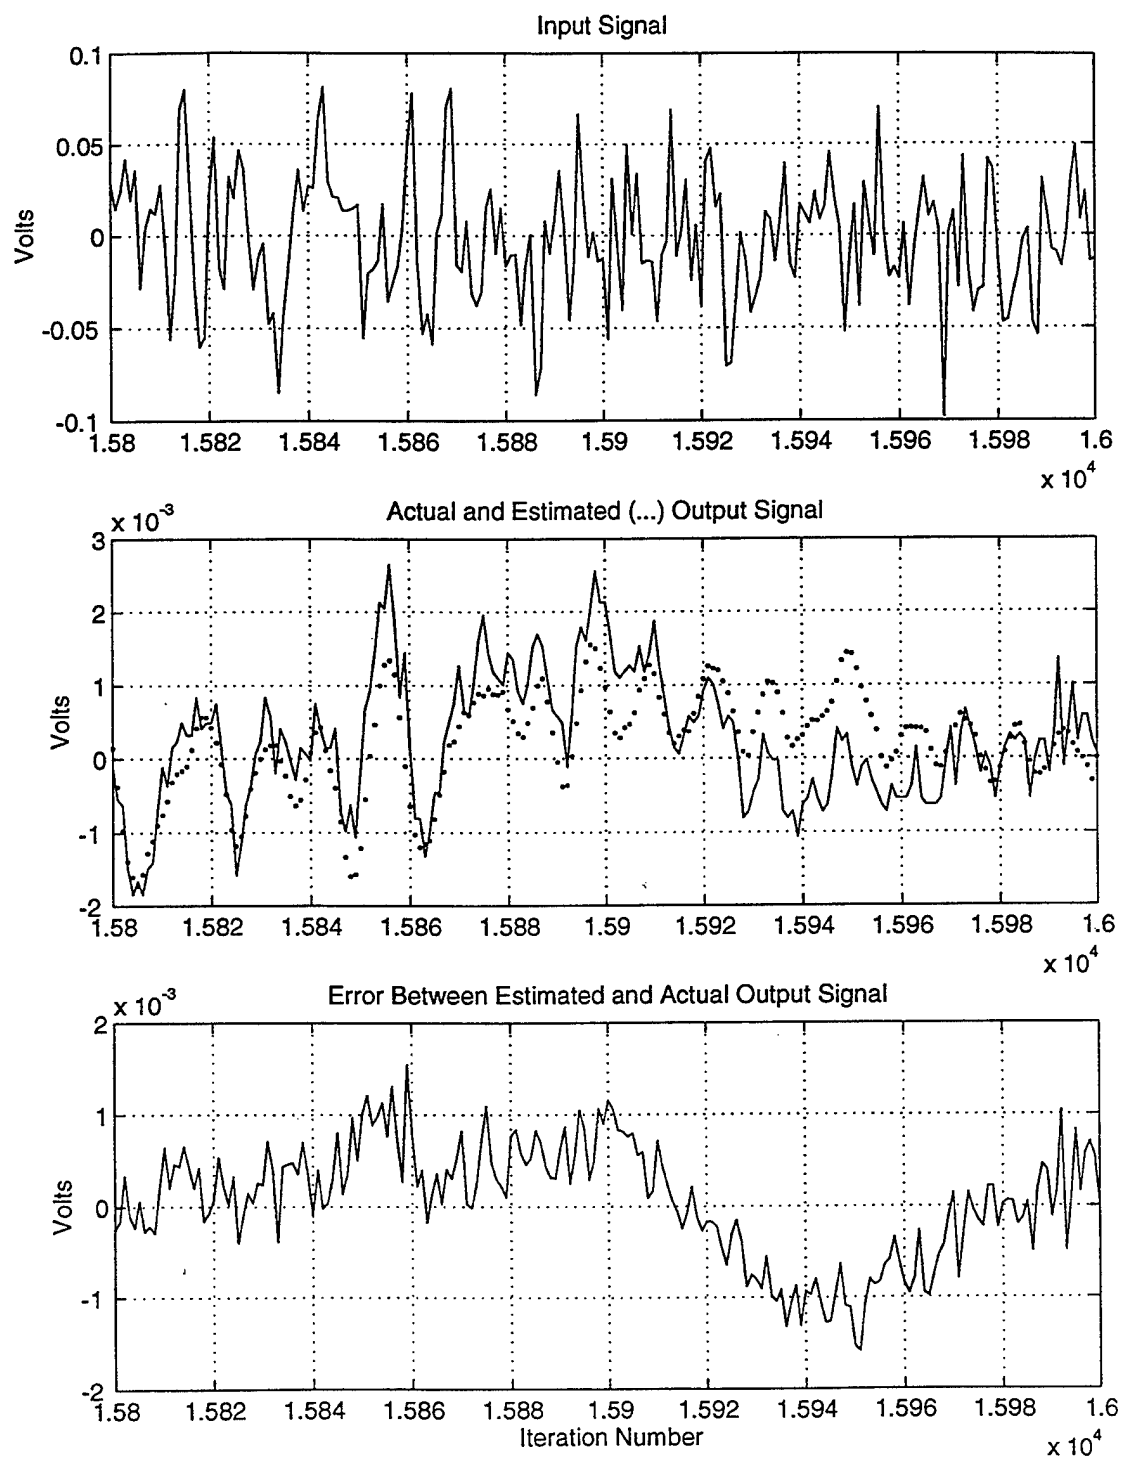 Input Signal
0.1
0.05
0
-0.05
-0.1
Volts
1.58 1.582 1.584 1.586 1.588 1.59 1.592 1.594 1.596 1.598 1.6
x 10^4
x 10^-3
Actual and Estimated (...) Output Signal
3
2
1
0
-1
-2
Volts
1.58 1.582 1.584 1.586 1.588 1.59 1.592 1.594 1.596 1.598 1.6
x 10^4
x 10^-3
Error Between Estimated and Actual Output Signal
2
1
0
-1
-2
Volts
1.58 1.582 1.584 1.586 1.588 1.59 1.592 1.594 1.596 1.598 1.6
Iteration Number
x 10^4